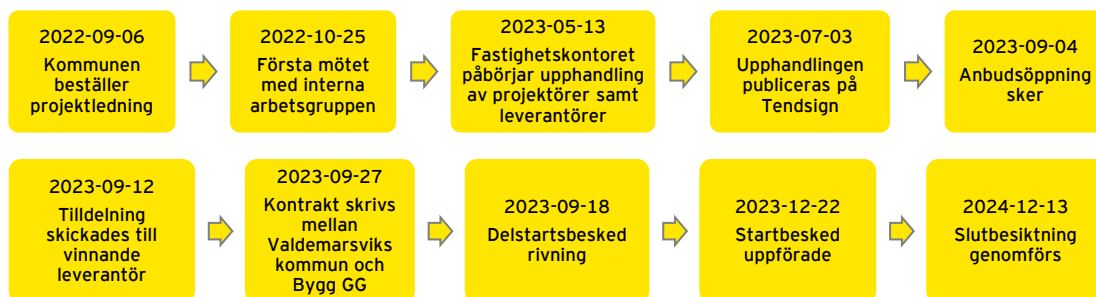 2022-09-06
Kommunen
beställer
projektledning
2022-10-25
Första mötet
med interna
arbetsgruppen
2023-05-13
Fastighetskontoret
påbörjar upphandling
av projektörer samt
leverantörer
2023-07-03
Upphandlingen
publiceras på
Tendsign
2023-09-04
Anbudsöppning
sker
2023-09-12
Tilldelning
skickades till
vinnande
leverantör
2023-09-27
Kontrakt skrivs
mellan
Valdemarsviks
kommun och
Bygg GG
2023-09-18
Delstartsbesked
rivning
2023-12-22
Startbesked
uppförade
2024-12-13
Slutbesiktning
genomförs